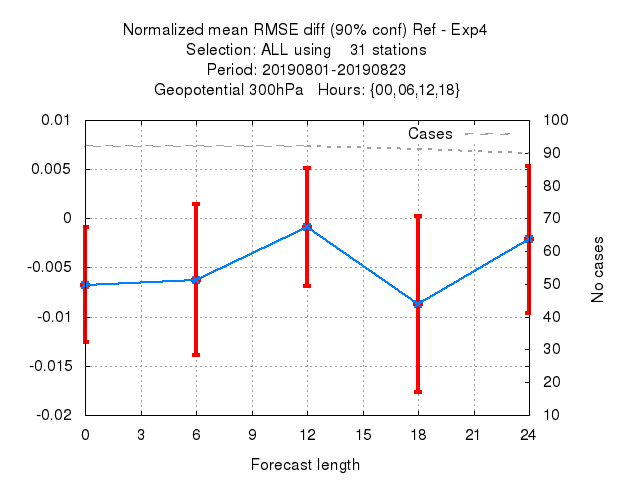 Normalized mean RMSE diff (90% conf) Ref - Exp4
Selection: ALL using 31 stations
Period: 20190801-20190823
Geopotential 300hPa Hours: {00,06,12,18}
Cases
0.01
0.005
0
-0.005
-0.01
-0.015
-0.02
100
90
80
70
60
50
40
30
20
10
No cases
0 3 6 9 12 15 18 21 24
Forecast length